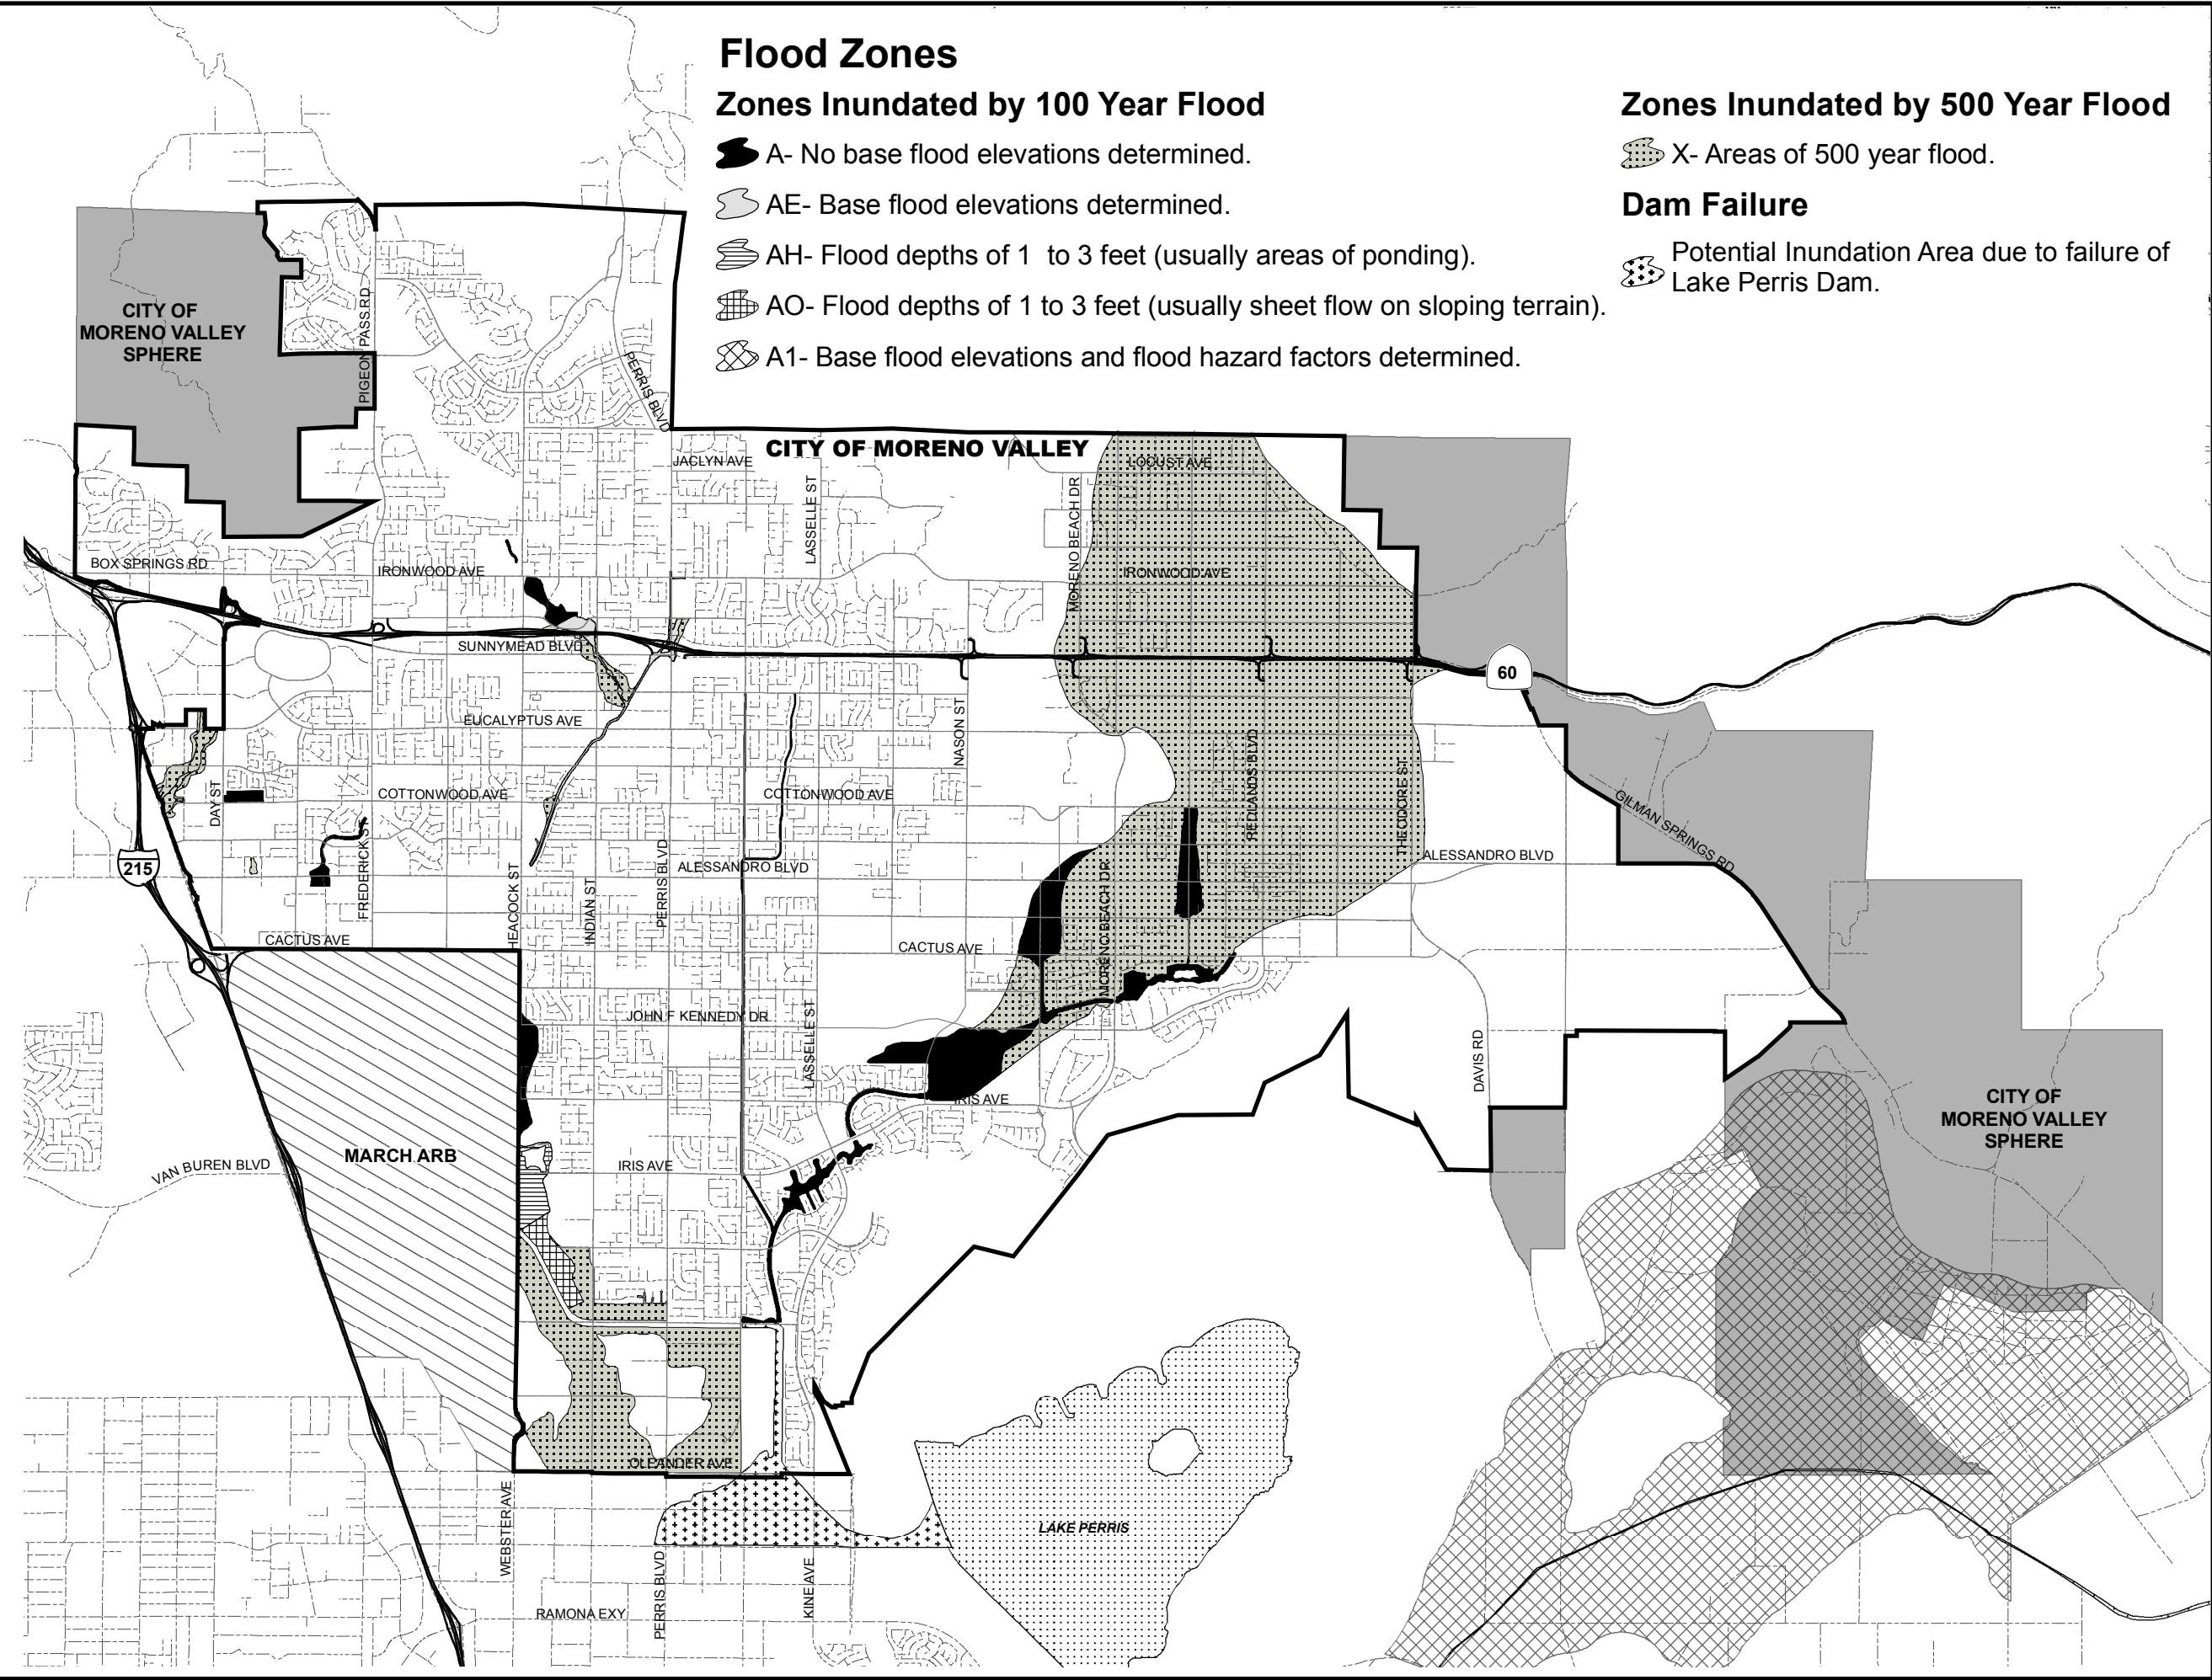 Flood Zones
Zones Inundated by 100 Year Flood
A- No base flood elevations determined.
AE- Base flood elevations determined.
AH- Flood depths of 1 to 3 feet (usually areas of ponding).
AO- Flood depths of 1 to 3 feet (usually sheet flow on sloping terrain).
A1- Base flood elevations and flood hazard factors determined.
Zones Inundated by 500 Year Flood
X- Areas of 500 year flood.
Dam Failure
Potential Inundation Area due to failure of
Lake Perris Dam.
CITY OF
MORENO VALLEY
SPHERE
PIGEON PASS RD
PERRIS BLVD
CITY OF MORENO VALLEY
JACLYN AVE
LOCUST AVE
LASSELLE ST
MORENO BEACH DR
BOX SPRINGS RD
IRONWOOD AVE
IRONWOOD AVE
SUNNYMEAD BLVD
60
EUCALYPTUS AVE
NASON ST
REDLANDS BLVD
THEODORE ST
DAY ST
COTTONWOOD AVE
COTTONWOOD AVE
GILMAN SPRINGS RD
215
FREDERICK ST
HEACOCK ST
INDIAN ST
PERRIS BLVD
ALESSANDRO BLVD
ALESSANDRO BLVD
MORENO BEACH DR
CACTUS AVE
CACTUS AVE
JOHN F KENNEDY DR
LASSELLE ST
DAVIS RD
IRIS AVE
CITY OF
MORENO VALLEY
SPHERE
MARCH ARB
VAN BUREN BLVD
IRIS AVE
OLEANDER AVE
WEBSTER AVE
LAKE PERRIS
PERRIS BLVD
KINE AVE
RAMONA EXY